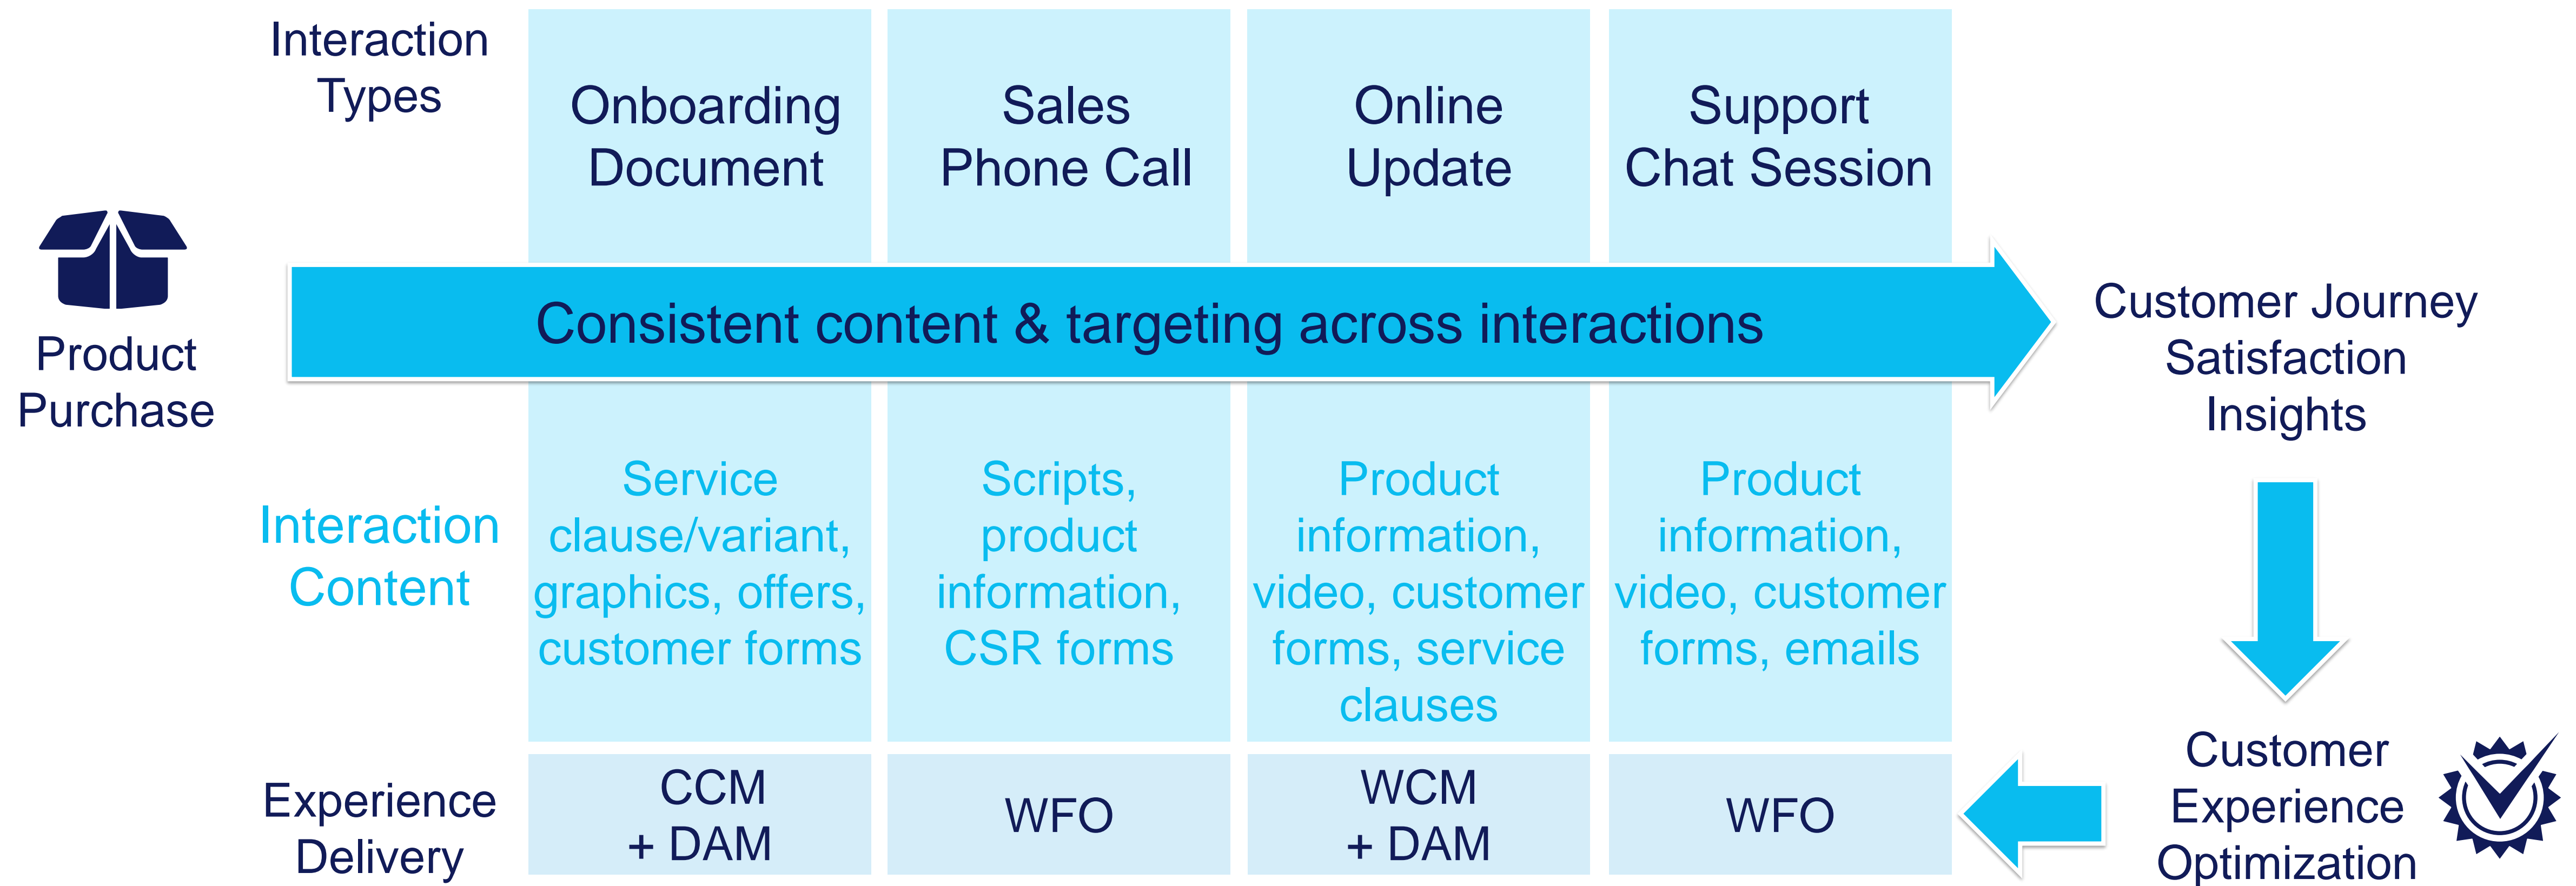 Interaction
Types
Onboarding
Document
Sales
Phone Call
Online
Update
Support
Chat Session
Product
Purchase
Consistent content & targeting across interactions
Customer Journey
Satisfaction
Insights
Interaction
Content
Service
clause/variant,
graphics, offers,
customer forms
Scripts,
product
information,
CSR forms
Product
information,
video, customer
forms, service
clauses
Product
information,
video, customer
forms, emails
Experience
Delivery
CCM
+ DAM
WFO
WCM
+ DAM
WFO
Customer
Experience
Optimization